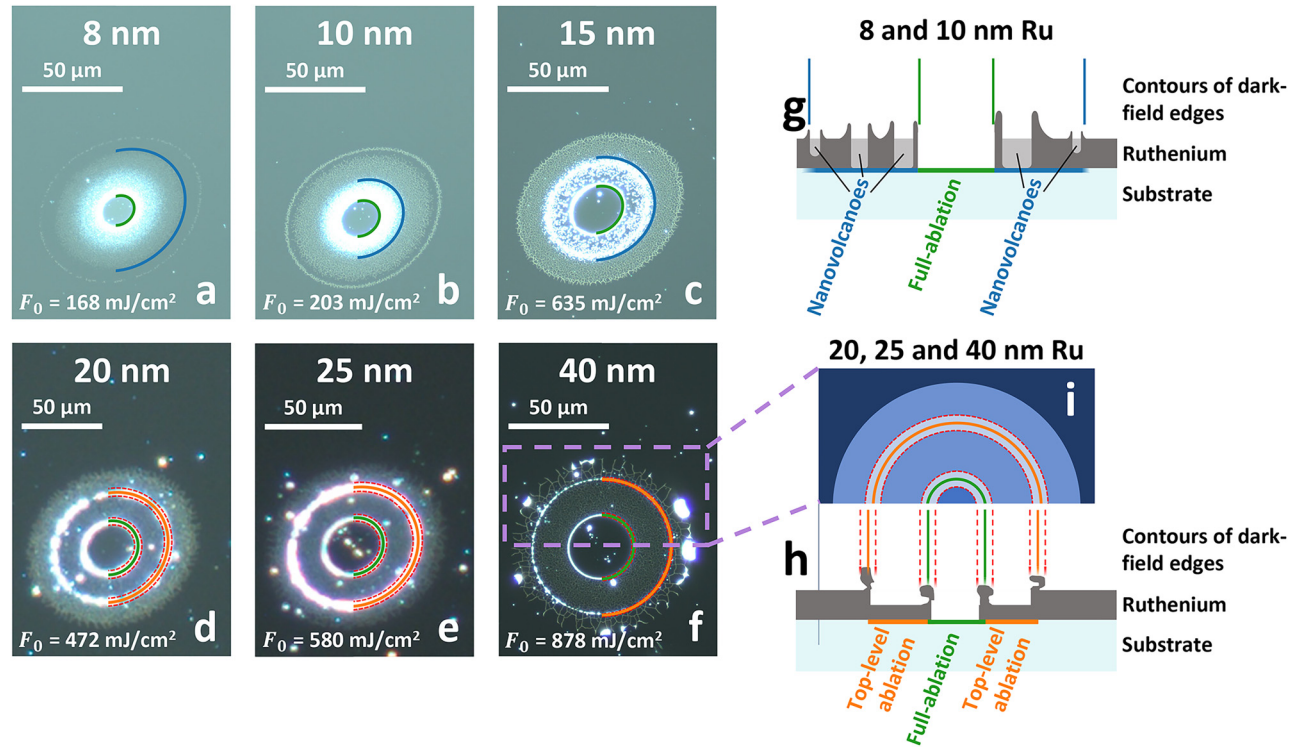 8 nm
50 µm
F₀ = 168 mJ/cm²
a
10 nm
50 µm
F₀ = 203 mJ/cm²
b
15 nm
50 µm
F₀ = 635 mJ/cm²
c
8 and 10 nm Ru
g
Contours of dark-
field edges
Ruthenium
Substrate
Nanovolcanoes
Full-ablation
Nanovolcanoes
20 nm
50 µm
F₀ = 472 mJ/cm²
d
25 nm
50 µm
F₀ = 580 mJ/cm²
e
40 nm
50 µm
F₀ = 878 mJ/cm²
f
20, 25 and 40 nm Ru
i
h
Contours of dark-
field edges
Ruthenium
Substrate
Top-level
ablation
Full-ablation
Top-level
ablation